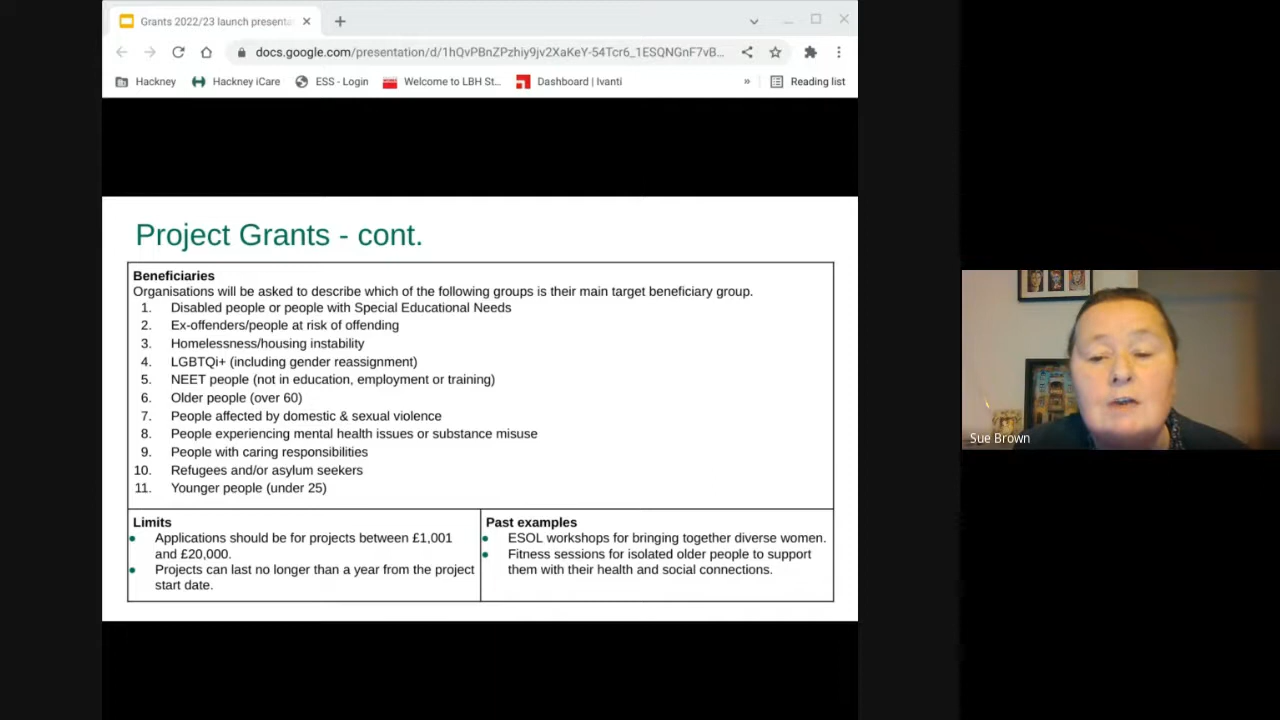 Grants 2022/23 launch presenta
docs.google.com/presentation/d/1hQvPBnZPzhiy9jv2XaKeY-54Tcr6_1ESQNGnF7vB...
Hackney
Hackney iCare
ESS - Login
Welcome to LBH St...
Dashboard | Ivanti
»
Reading list
Project Grants - cont.
Beneficiaries
Organisations will be asked to describe which of the following groups is their main target beneficiary group.
1. Disabled people or people with Special Educational Needs
2. Ex-offenders/people at risk of offending
3. Homelessness/housing instability
4. LGBTQi+ (including gender reassignment)
5. NEET people (not in education, employment or training)
6. Older people (over 60)
7. People affected by domestic & sexual violence
8. People experiencing mental health issues or substance misuse
9. People with caring responsibilities
10. Refugees and/or asylum seekers
11. Younger people (under 25)
Limits
● Applications should be for projects between £1,001
and £20,000.
● Projects can last no longer than a year from the project
start date.
Past examples
● ESOL workshops for bringing together diverse women.
● Fitness sessions for isolated older people to support
them with their health and social connections.
Sue Brown